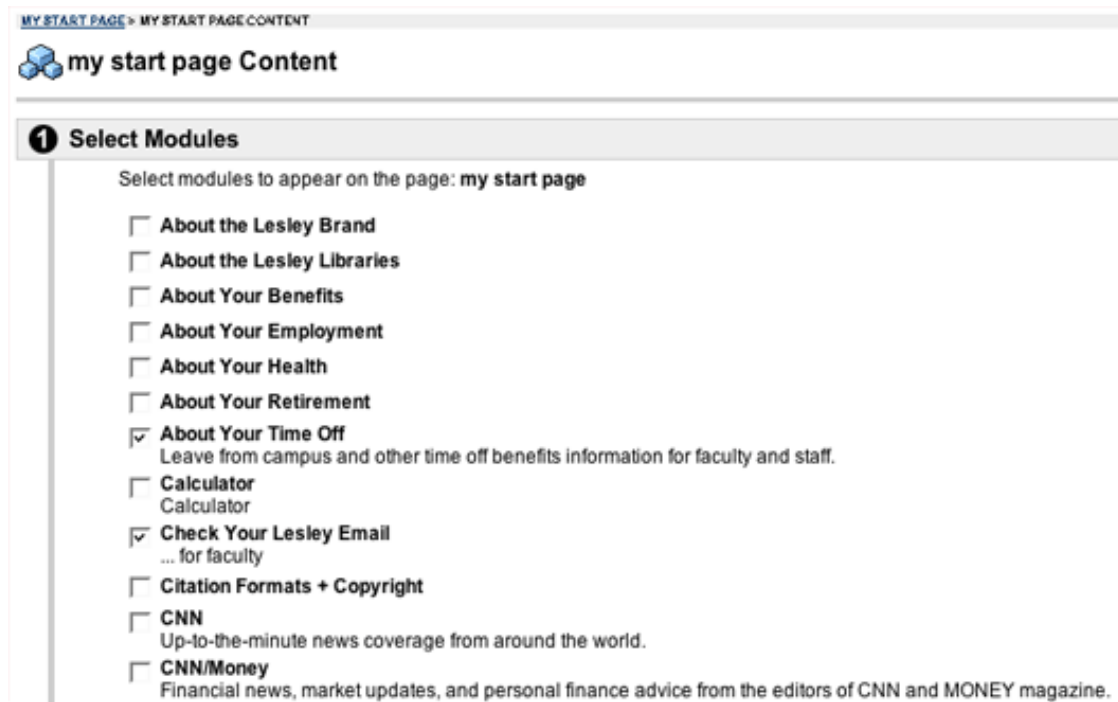 MY START PAGE > MY START PAGE CONTENT
my start page Content
1 Select Modules
Select modules to appear on the page: my start page
About the Lesley Brand
About the Lesley Libraries
About Your Benefits
About Your Employment
About Your Health
About Your Retirement
About Your Time Off
Leave from campus and other time off benefits information for faculty and staff.
Calculator
Calculator
Check Your Lesley Email
... for faculty
Citation Formats + Copyright
CNN
Up-to-the-minute news coverage from around the world.
CNN/Money
Financial news, market updates, and personal finance advice from the editors of CNN and MONEY magazine.